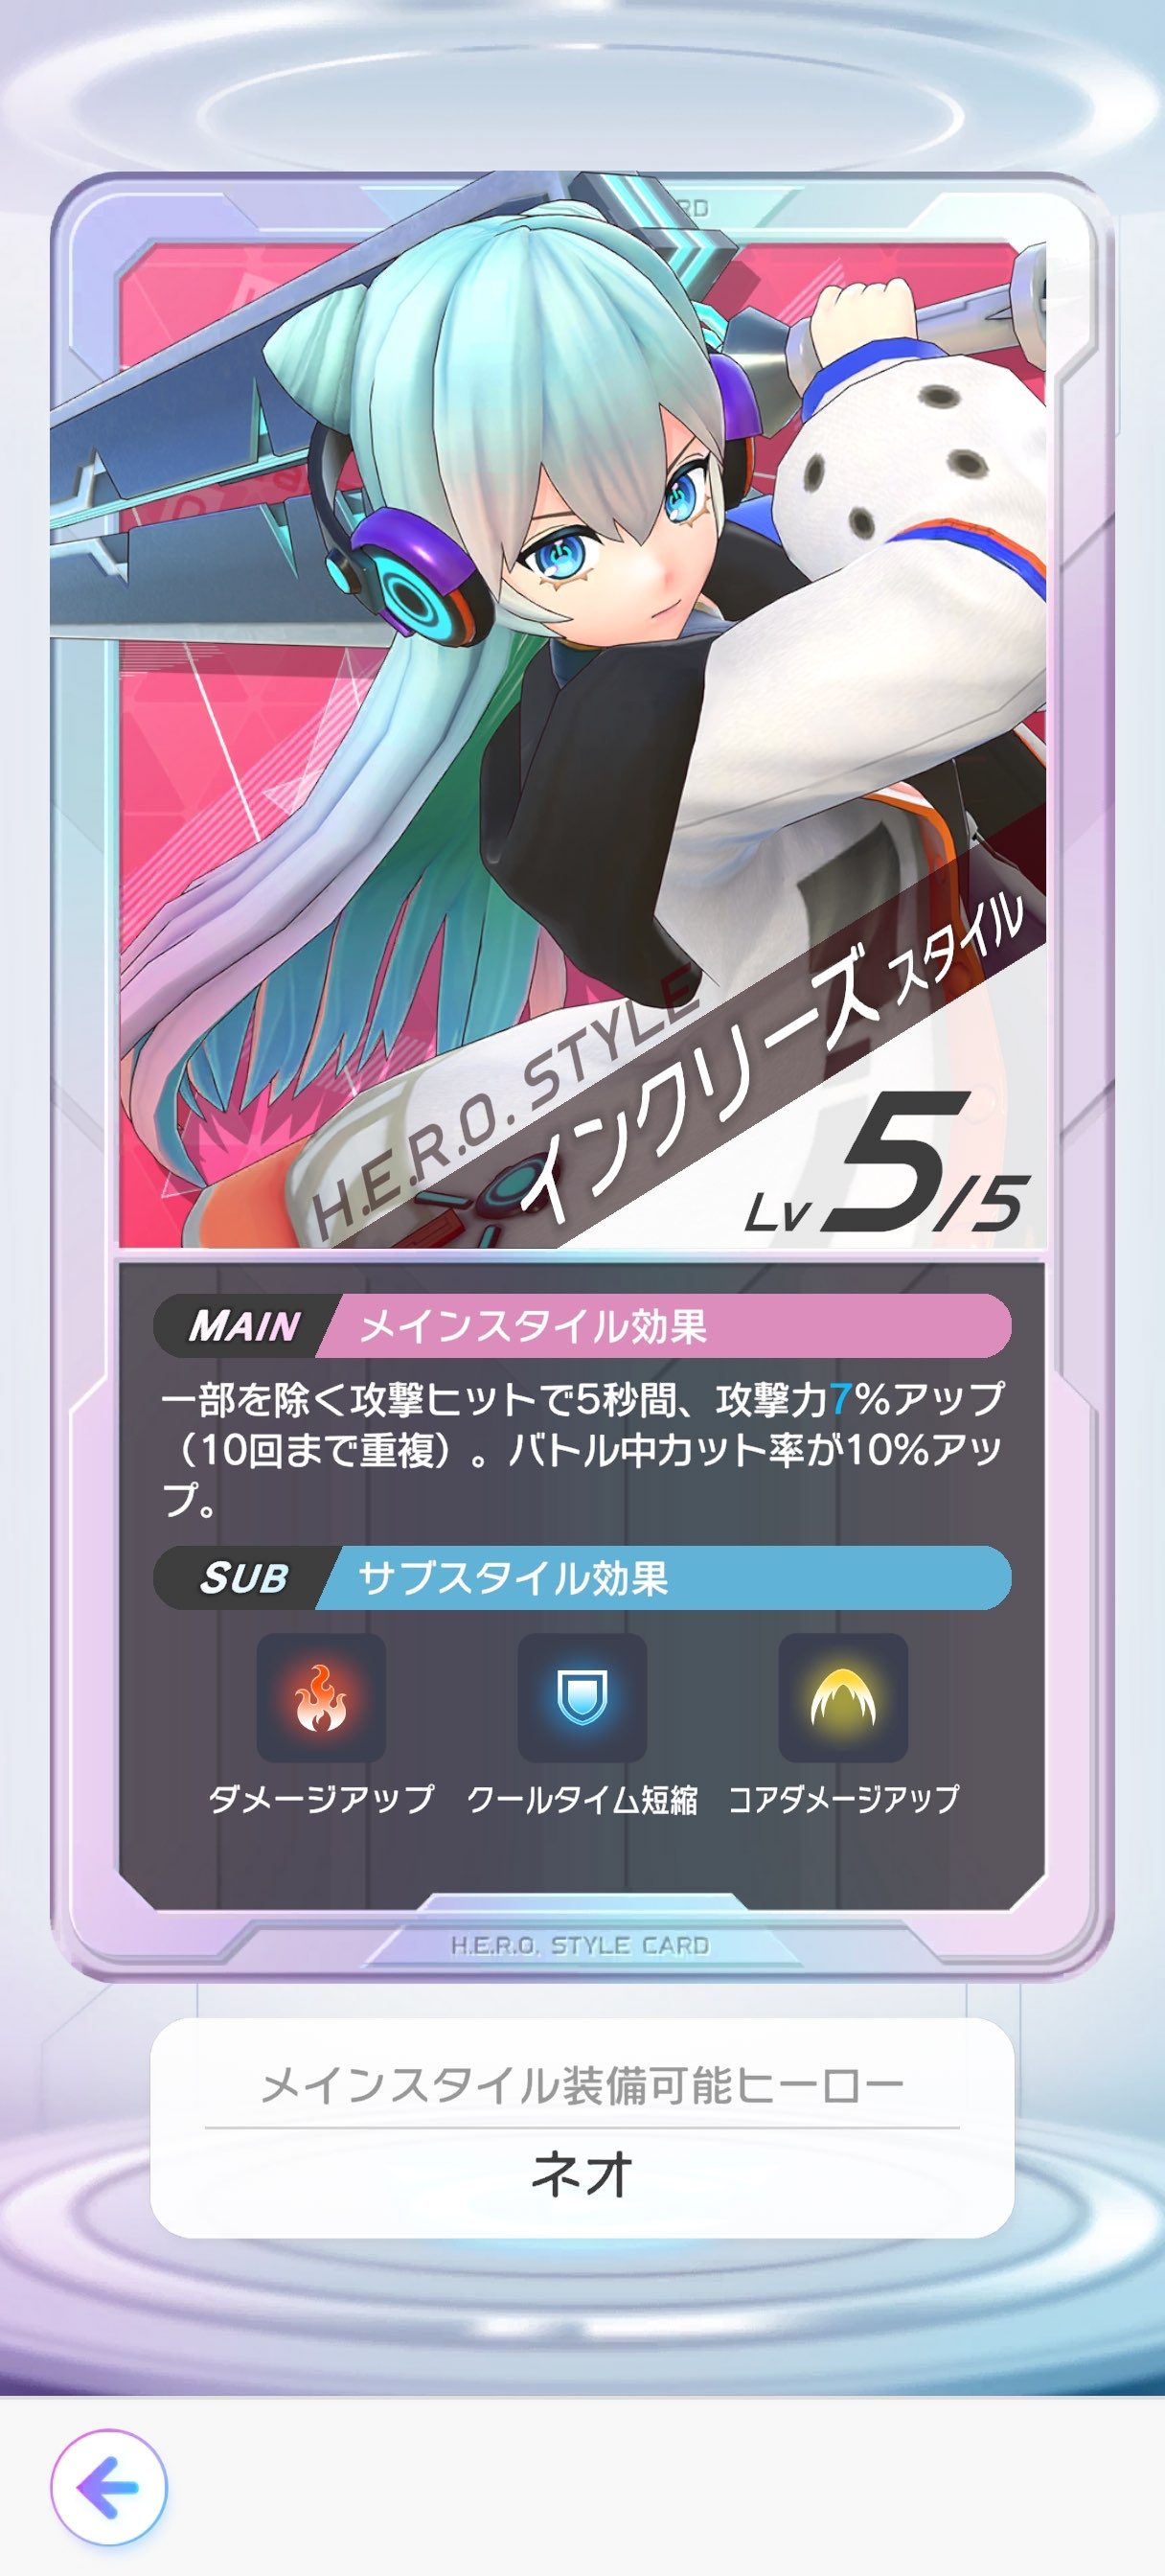 RD
H.E.R.O. STYLE
インクリーズ スタイル
Lv 5/5
MAIN メインスタイル効果
一部を除く攻撃ヒットで5秒間、攻撃力7%アップ
（10回まで重複）。バトル中カット率が10%アッ
プ。
SUB サブスタイル効果
ダメージアップ クールタイム短縮 コアダメージアップ
H.E.R.O. STYLE CARD
メインスタイル装備可能ヒーロー
ネオ